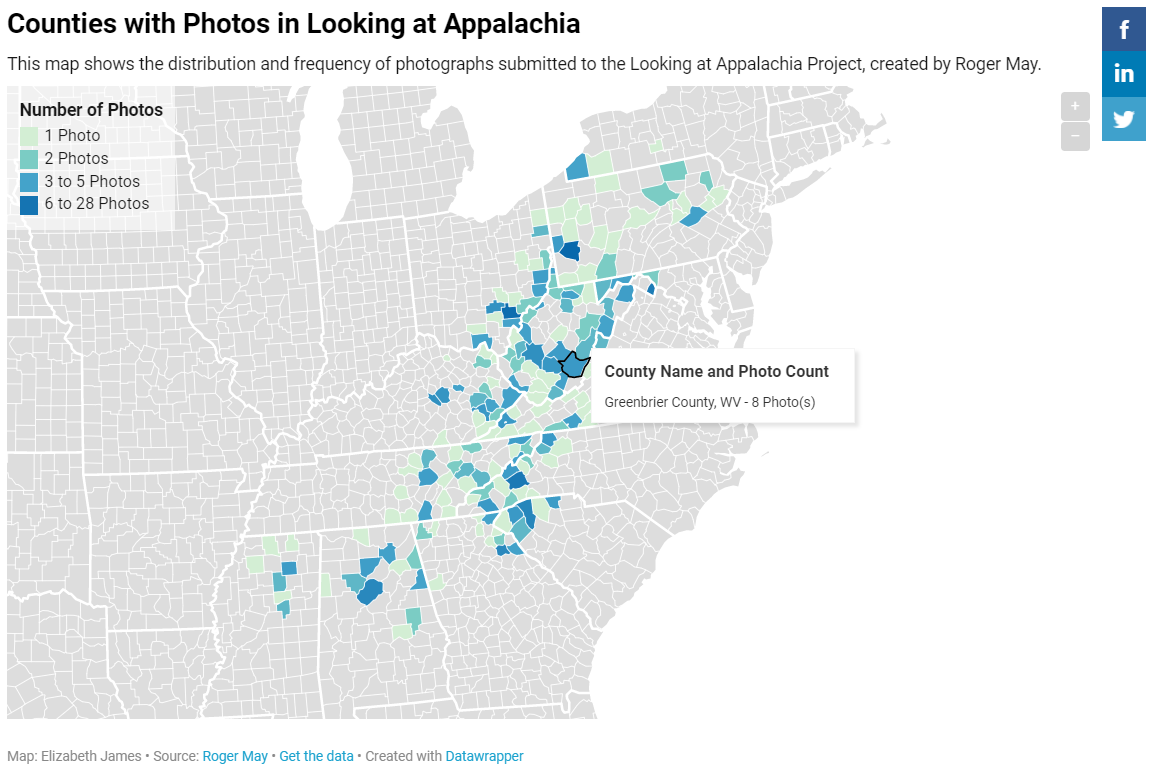 Counties with Photos in Looking at Appalachia
This map shows the distribution and frequency of photographs submitted to the Looking at Appalachia Project, created by Roger May.
f
in
+
−
Number of Photos
1 Photo
2 Photos
3 to 5 Photos
6 to 28 Photos
County Name and Photo Count
Greenbrier County, WV - 8 Photo(s)
Map: Elizabeth James • Source: Roger May • Get the data • Created with Datawrapper